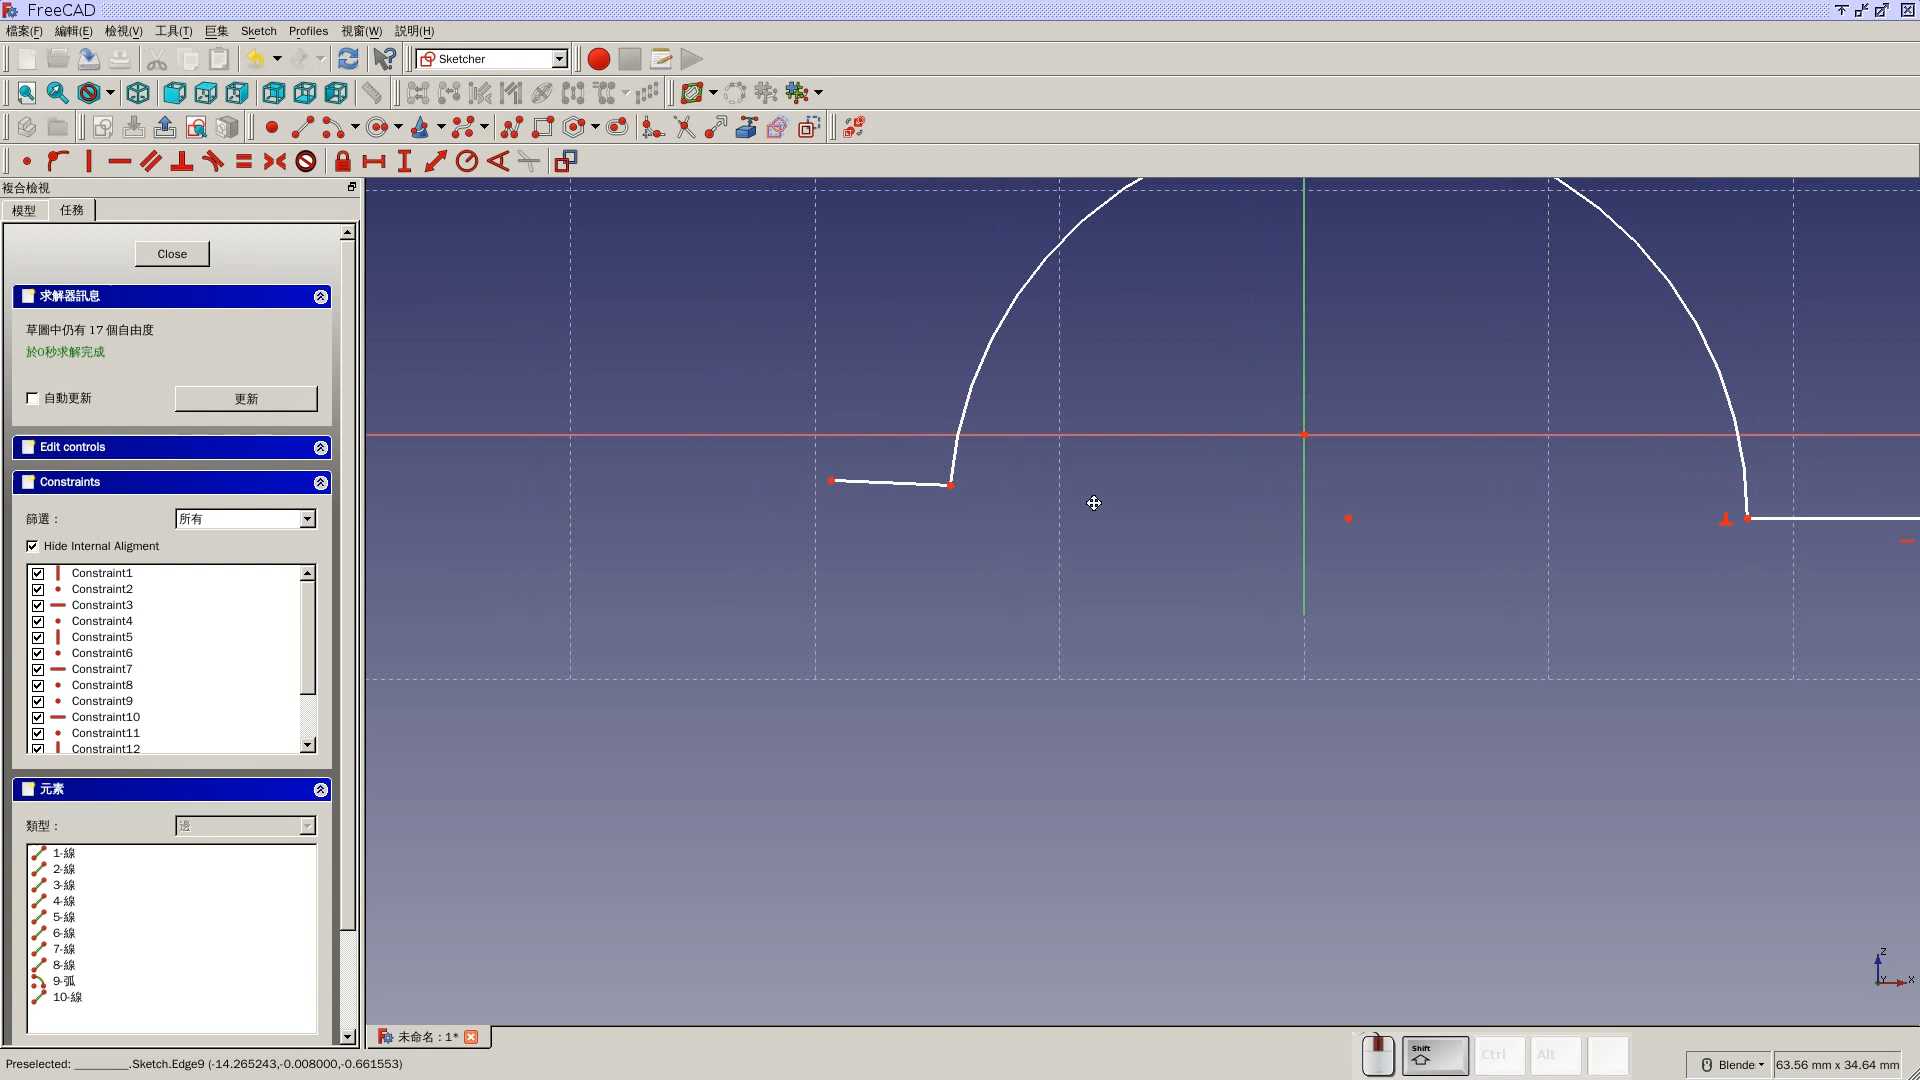 FreeCAD
檔案(F) 編輯(E) 檢視(V) 工具(T) 巨集 Sketch Profiles 視窗(W) 說明(H)
Sketcher
複合檢視
模型 任務
Close
求解器訊息
草圖中仍有 17 個自由度
於0秒求解完成
自動更新 更新
Edit controls
Constraints
篩選： 所有
Hide Internal Aligment
Constraint1
Constraint2
Constraint3
Constraint4
Constraint5
Constraint6
Constraint7
Constraint8
Constraint9
Constraint10
Constraint11
Constraint12
元素
類型： 邊
1-線
2-線
3-線
4-線
5-線
6-線
7-線
8-線
9-弧
10-線
Z
Y X
未命名 : 1*
Shift Ctrl Alt
Preselected: _________.Sketch.Edge9 (-14.265243,-0.008000,-0.661553)
Blende 63.56 mm x 34.64 mm